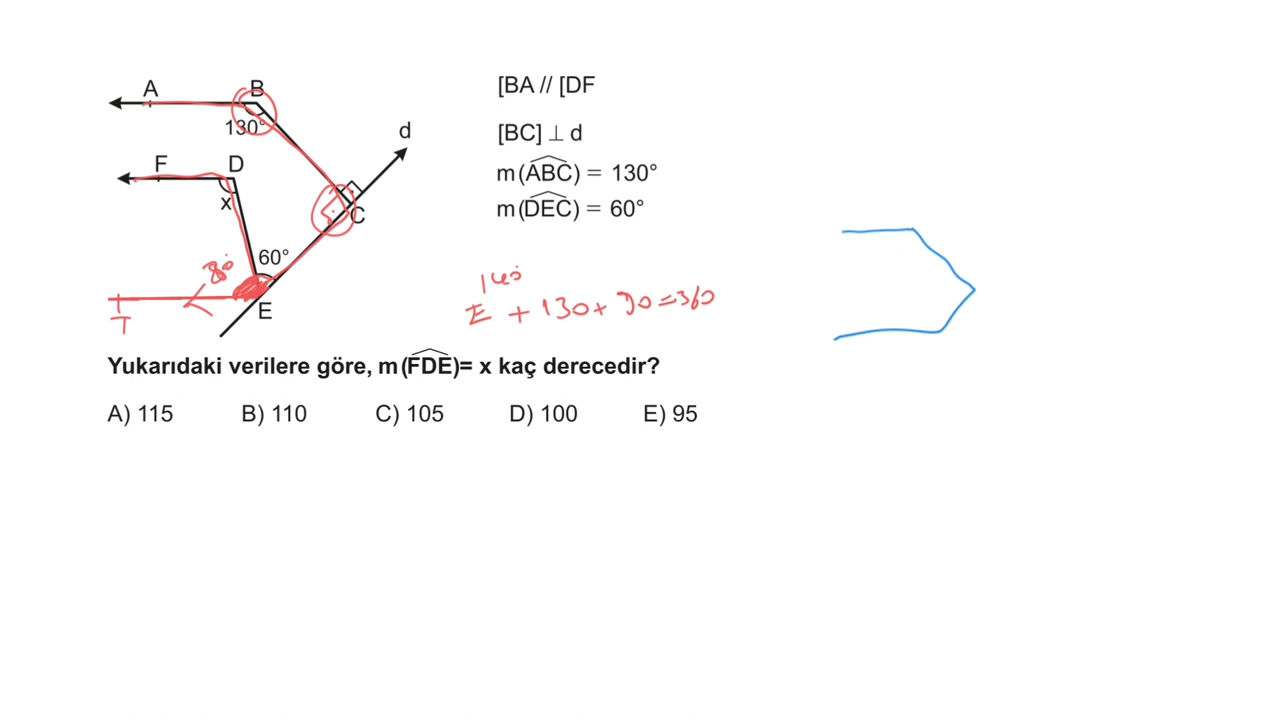 A B
130°
d
F D
x
C
60°
80°
E
T
[BA // [DF
[BC] ⊥ d
m(ABC) = 130°
m(DEC) = 60°
140°
E + 130 + 90 = 360
Yukarıdaki verilere göre, m(FDE)= x kaç derecedir?
A) 115 B) 110 C) 105 D) 100 E) 95